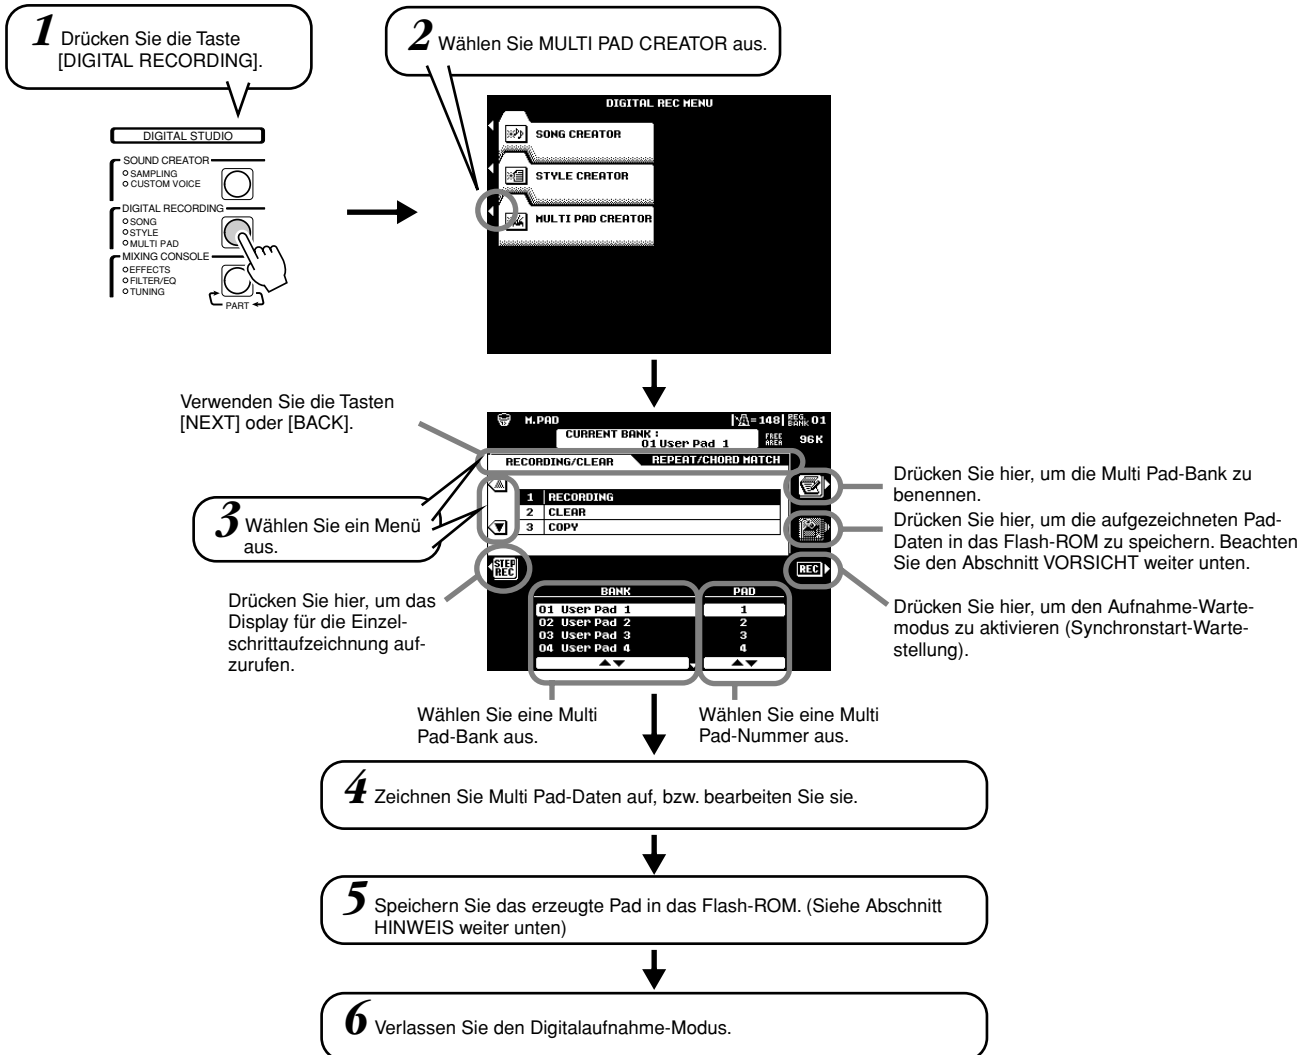 1 Drücken Sie die Taste
[DIGITAL RECORDING].
2 Wählen Sie MULTI PAD CREATOR aus.
DIGITAL STUDIO
SOUND CREATOR
SAMPLING
CUSTOM VOICE
DIGITAL RECORDING
SONG
STYLE
MULTI PAD
MIXING CONSOLE
EFFECTS
FILTER/EQ
TUNING
PART
DIGITAL REC MENU
SONG CREATOR
STYLE CREATOR
MULTI PAD CREATOR
Verwenden Sie die Tasten
[NEXT] oder [BACK].
M.PAD
=148
REG. BANK 01
CURRENT BANK :
01 User Pad 1
FREE AREA 96K
RECORDING/CLEAR
REPEAT/CHORD MATCH
1 RECORDING
2 CLEAR
3 COPY
STEP REC
REC
BANK
PAD
01 User Pad 1
1
02 User Pad 2
2
03 User Pad 3
3
04 User Pad 4
4
3 Wählen Sie ein Menü
aus.
Drücken Sie hier, um das
Display für die Einzel-
schrittaufzeichnung auf-
zurufen.
Drücken Sie hier, um die Multi Pad-Bank zu
benennen.
Drücken Sie hier, um die aufgezeichneten Pad-
Daten in das Flash-ROM zu speichern. Beachten
Sie den Abschnitt VORSICHT weiter unten.
Drücken Sie hier, um den Aufnahme-Warte-
modus zu aktivieren (Synchronstart-Warte-
stellung).
Wählen Sie eine Multi
Pad-Bank aus.
Wählen Sie eine Multi
Pad-Nummer aus.
4 Zeichnen Sie Multi Pad-Daten auf, bzw. bearbeiten Sie sie.
5 Speichern Sie das erzeugte Pad in das Flash-ROM. (Siehe Abschnitt
HINWEIS weiter unten)
6 Verlassen Sie den Digitalaufnahme-Modus.